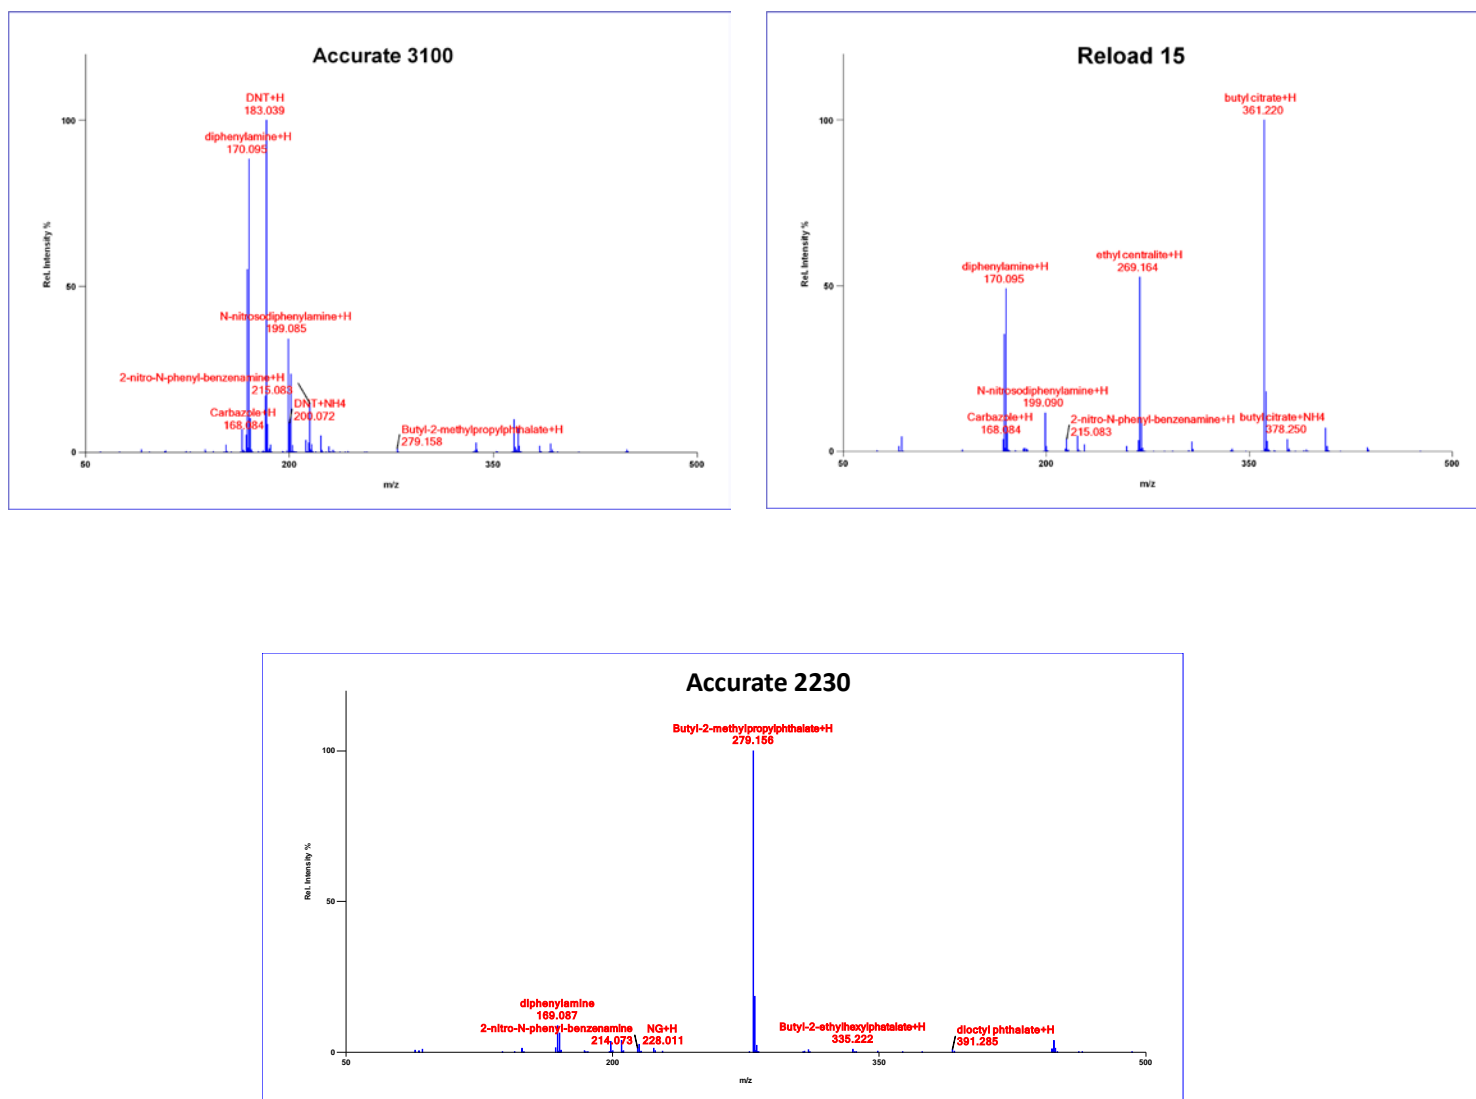 Accurate 3100
DNT+H
183.039
100
diphenylamine+H
170.095
Rel. Intensity %
50
N-nitrosodiphenylamine+H
199.085
2-nitro-N-phenyl-benzenamine+H
215.083
DNT+NH4
200.072
Carbazole+H
168.084
Butyl-2-methylpropylphthalate+H
279.158
0
50
200
350
500
m/z
Reload 15
butyl citrate+H
361.220
100
ethyl centralite+H
269.164
diphenylamine+H
170.095
Rel. Intensity %
50
N-nitrosodiphenylamine+H
199.090
Carbazole+H
168.084
2-nitro-N-phenyl-benzenamine+H
215.083
butyl citrate+NH4
378.250
0
50
200
350
500
m/z
Accurate 2230
Butyl-2-methylpropylphthalate+H
279.156
100
Rel. Intensity %
50
diphenylamine
169.087
2-nitro-N-phenyl-benzenamine
214.073
NG+H
228.011
Butyl-2-ethylhexylphatalate+H
335.222
dioctyl phthalate+H
391.285
0
50
200
350
500
m/z